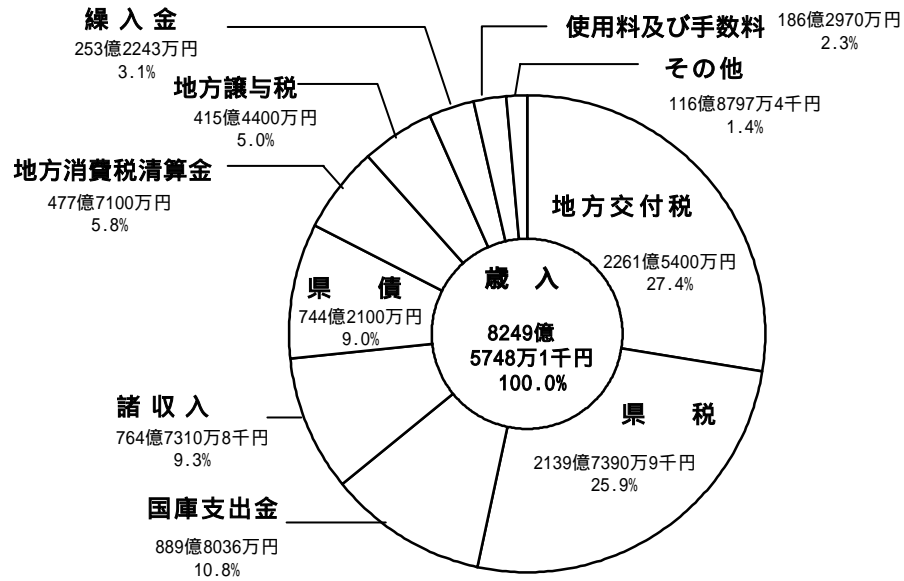 繰入金
253億2243万円
3.1%
使用料及び手数料
186億2970万円
2.3%
その他
116億8797万4千円
1.4%
地方譲与税
415億4400万円
5.0%
地方消費税清算金
477億7100万円
5.8%
地方交付税
2261億5400万円
27.4%
歳入
8249億
5748万1千円
100.0%
県債
744億2100万円
9.0%
県税
2139億7390万9千円
25.9%
諸収入
764億7310万8千円
9.3%
国庫支出金
889億8036万円
10.8%